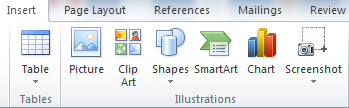 Insert Page Layout References Mailings Review
Table Picture Clip Art Shapes SmartArt Chart Screenshot
Tables Illustrations